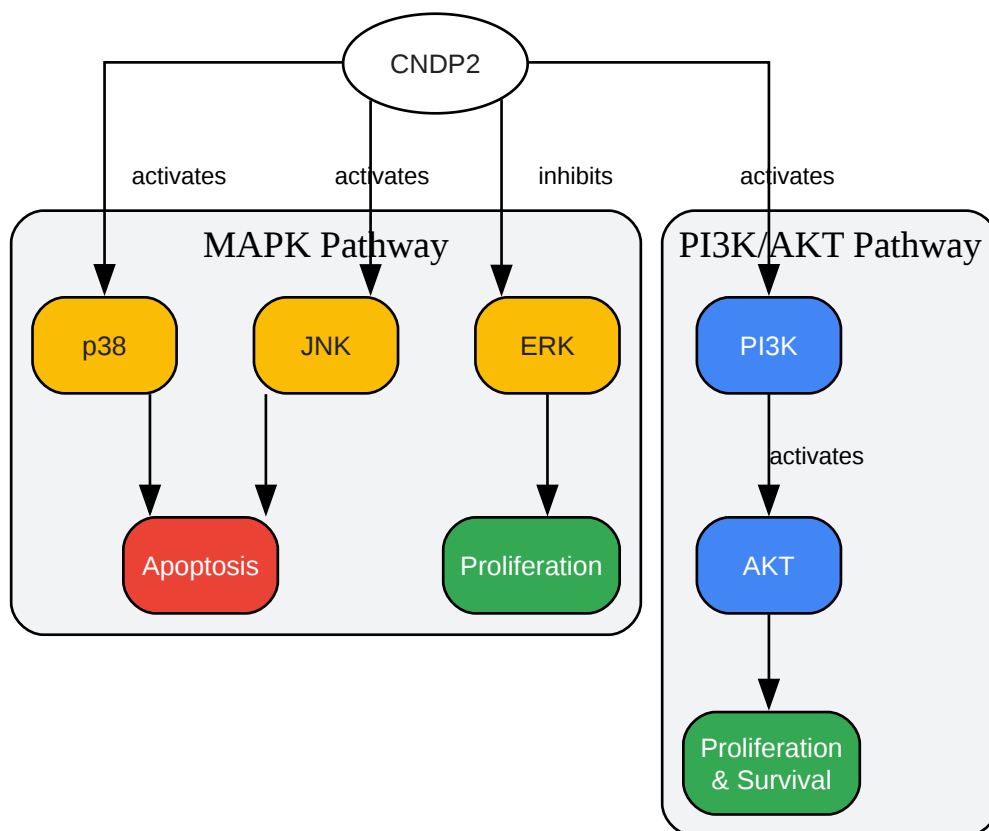 CNDP2
activates
activates
inhibits
activates
MAPK Pathway
PI3K/AKT Pathway
p38
JNK
ERK
PI3K
activates
Apoptosis
Proliferation
AKT
Proliferation
& Survival